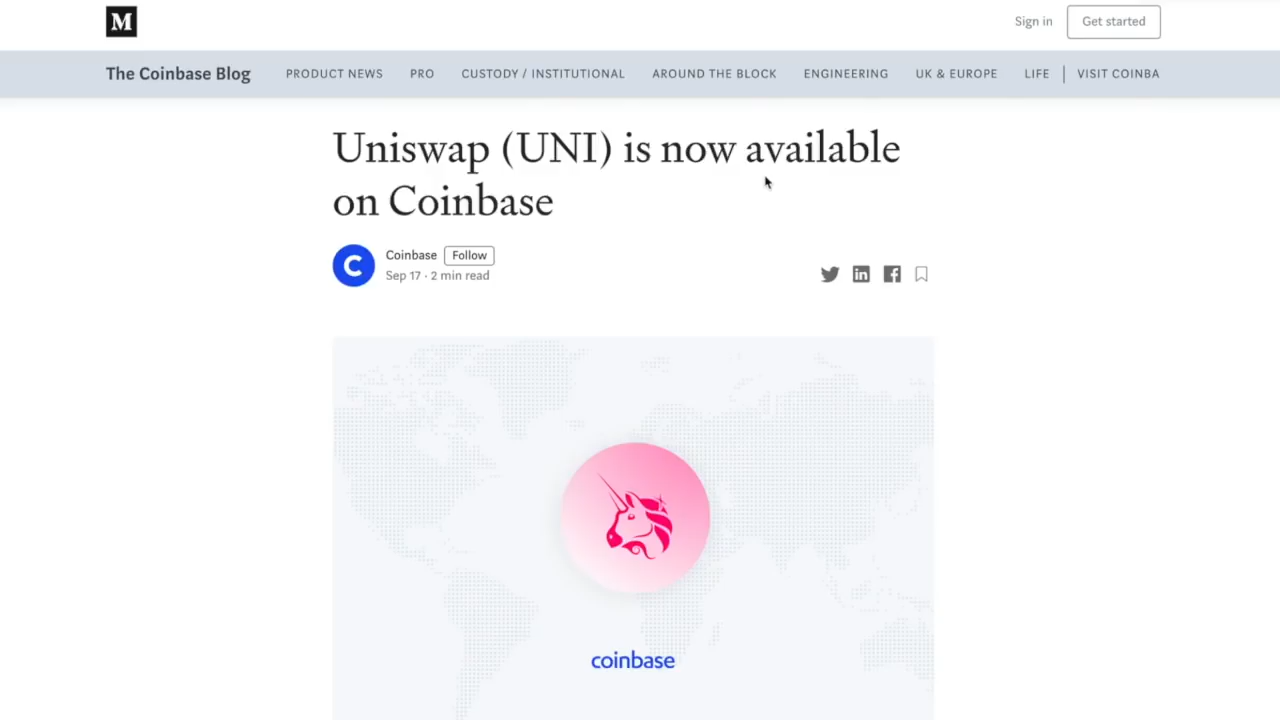 M
Sign in
Get started
The Coinbase Blog
PRODUCT NEWS
PRO
CUSTODY / INSTITUTIONAL
AROUND THE BLOCK
ENGINEERING
UK & EUROPE
LIFE
VISIT COINBA
Uniswap (UNI) is now available
on Coinbase
C
Coinbase
Follow
Sep 17 · 2 min read
coinbase